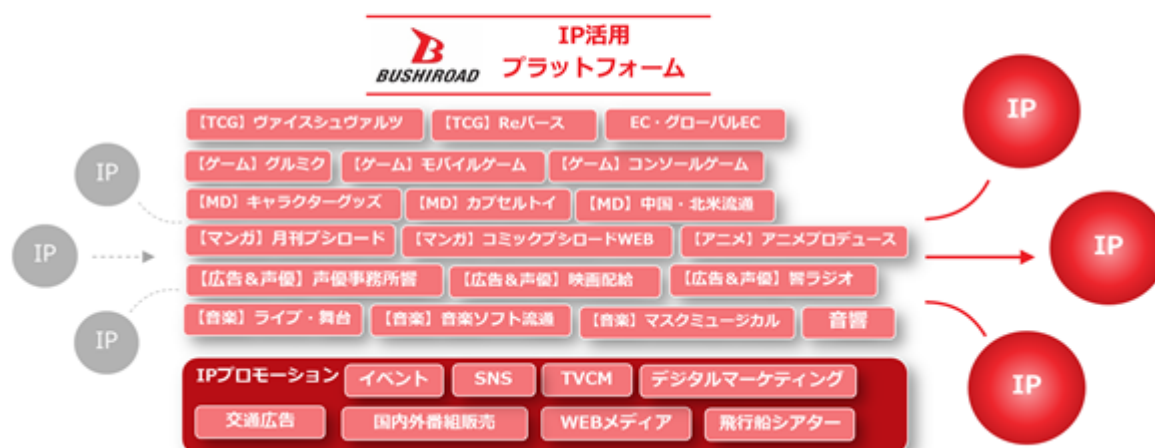 IP活用
プラットフォーム
B
BUSHIROAD
【TCG】ヴァイスシュヴァルツ 【TCG】Reバース EC・グローバルEC
【ゲーム】グルミク 【ゲーム】モバイルゲーム 【ゲーム】コンソールゲーム
【MD】キャラクターグッズ 【MD】カプセルトイ 【MD】中国・北米流通
【マンガ】月刊ブシロード 【マンガ】コミックブシロードWEB 【アニメ】アニメプロデュース
【広告&声優】声優事務所響 【広告&声優】映画配給 【広告&声優】響ラジオ
【音楽】ライブ・舞台 【音楽】音楽ソフト流通 【音楽】マスクミュージカル 音響
IPプロモーション イベント SNS TVCM デジタルマーケティング
交通広告 国内外番組販売 WEBメディア 飛行船シアター
IP
IP
IP
IP
IP
IP